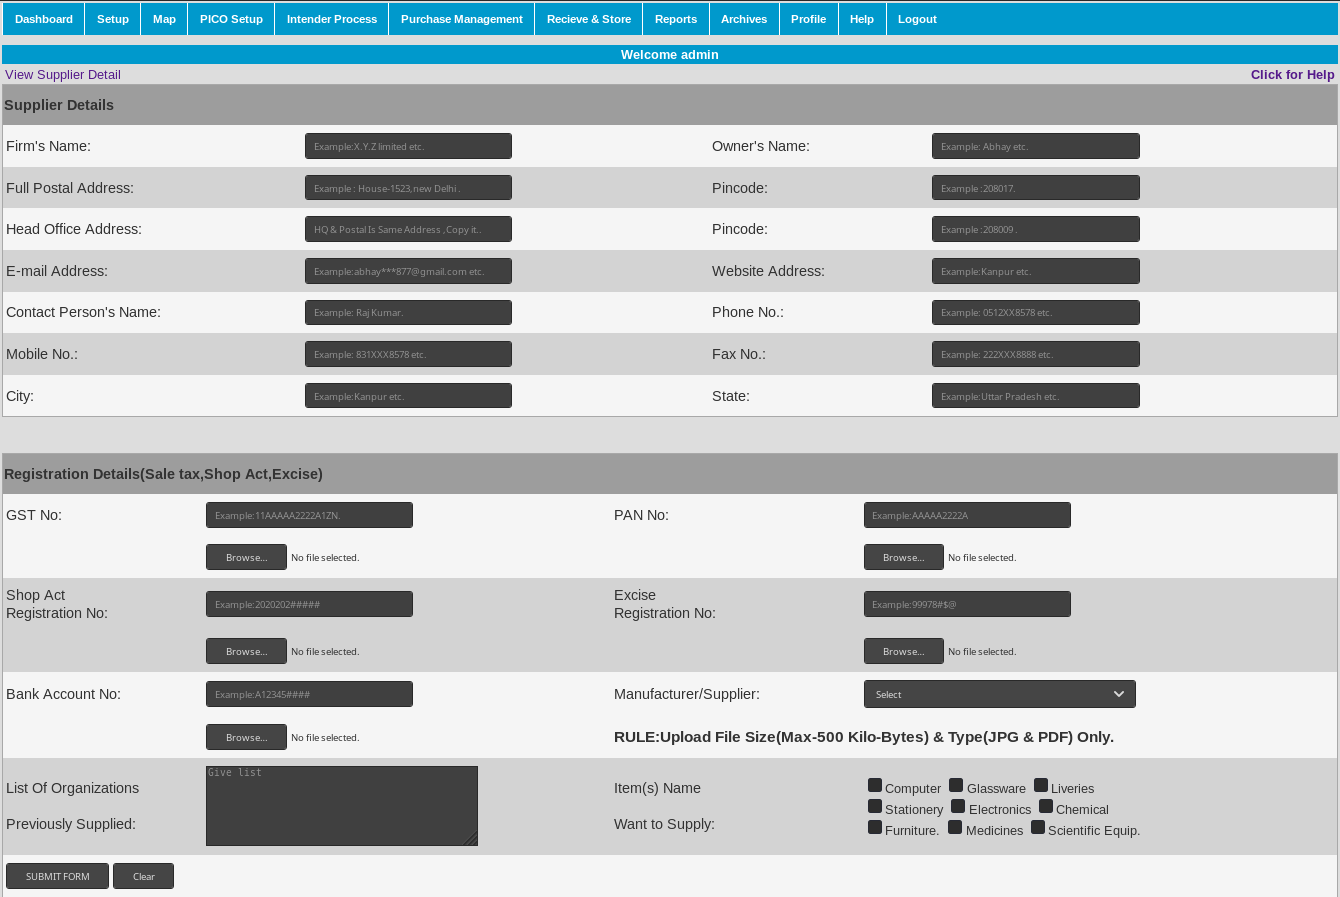 Dashboard Setup Map PICO Setup Intender Process Purchase Management Recieve & Store Reports Archives Profile Help Logout
Welcome admin
View Supplier Detail Click for Help
Supplier Details
Firm's Name: Example:X.Y.Z limited etc. Owner's Name: Example: Abhay etc.
Full Postal Address: Example : House-1523,new Delhi . Pincode: Example :208017.
Head Office Address: HQ & Postal Is Same Address ,Copy it.. Pincode: Example :208009 .
E-mail Address: Example:abhay***877@gmail.com etc. Website Address: Example:Kanpur etc.
Contact Person's Name: Example: Raj Kumar. Phone No.: Example: 0512XX8578 etc.
Mobile No.: Example: 831XXX8578 etc. Fax No.: Example: 222XXX8888 etc.
City: Example:Kanpur etc. State: Example:Uttar Pradesh etc.
Registration Details(Sale tax,Shop Act,Excise)
GST No: Example:11AAAAA2222A1ZN. PAN No: Example:AAAAA2222A
Browse... No file selected. Browse... No file selected.
Shop Act Excise
Registration No: Example:2020202##### Registration No: Example:99978#$@
Browse... No file selected. Browse... No file selected.
Bank Account No: Example:A12345#### Manufacturer/Supplier: Select
Browse... No file selected. RULE:Upload File Size(Max-500 Kilo-Bytes) & Type(JPG & PDF) Only.
Give list
List Of Organizations Item(s) Name Computer Glassware Liveries
Stationery Electronics Chemical
Previously Supplied: Want to Supply: Furniture. Medicines Scientific Equip.
SUBMIT FORM Clear